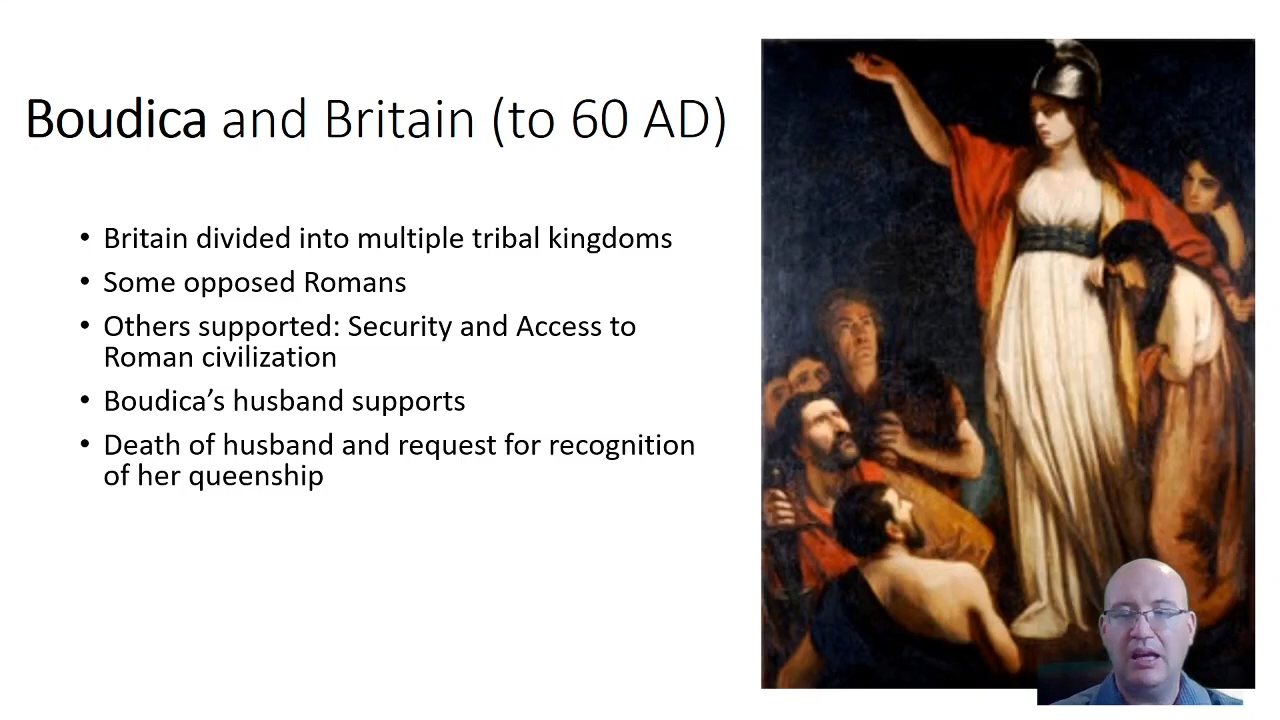 Boudica and Britain (to 60 AD)
• Britain divided into multiple tribal kingdoms
• Some opposed Romans
• Others supported: Security and Access to
Roman civilization
• Boudica’s husband supports
• Death of husband and request for recognition
of her queenship